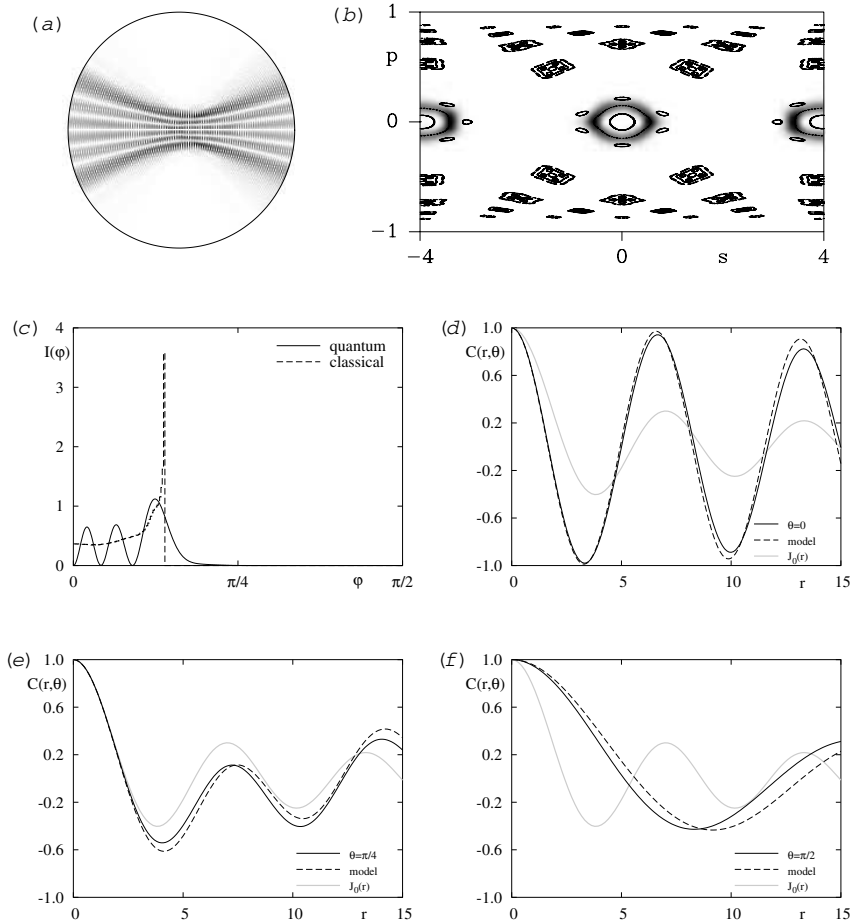 (a)
(b)
1
p
0
−1
−4
0
s
4
(c)
4
I(φ)
3
2
1
0
quantum
classical
0
π/4
φ
π/2
(d)
1.0
C(r,θ)
0.6
0.2
-0.2
-0.6
-1.0
θ=0
model
J0(r)
0
5
10
r
15
(e)
1.0
C(r,θ)
0.6
0.2
-0.2
-0.6
-1.0
θ=π/4
model
J0(r)
0
5
10
r
15
(f)
1.0
C(r,θ)
0.6
0.2
-0.2
-0.6
-1.0
θ=π/2
model
J0(r)
0
5
10
r
15